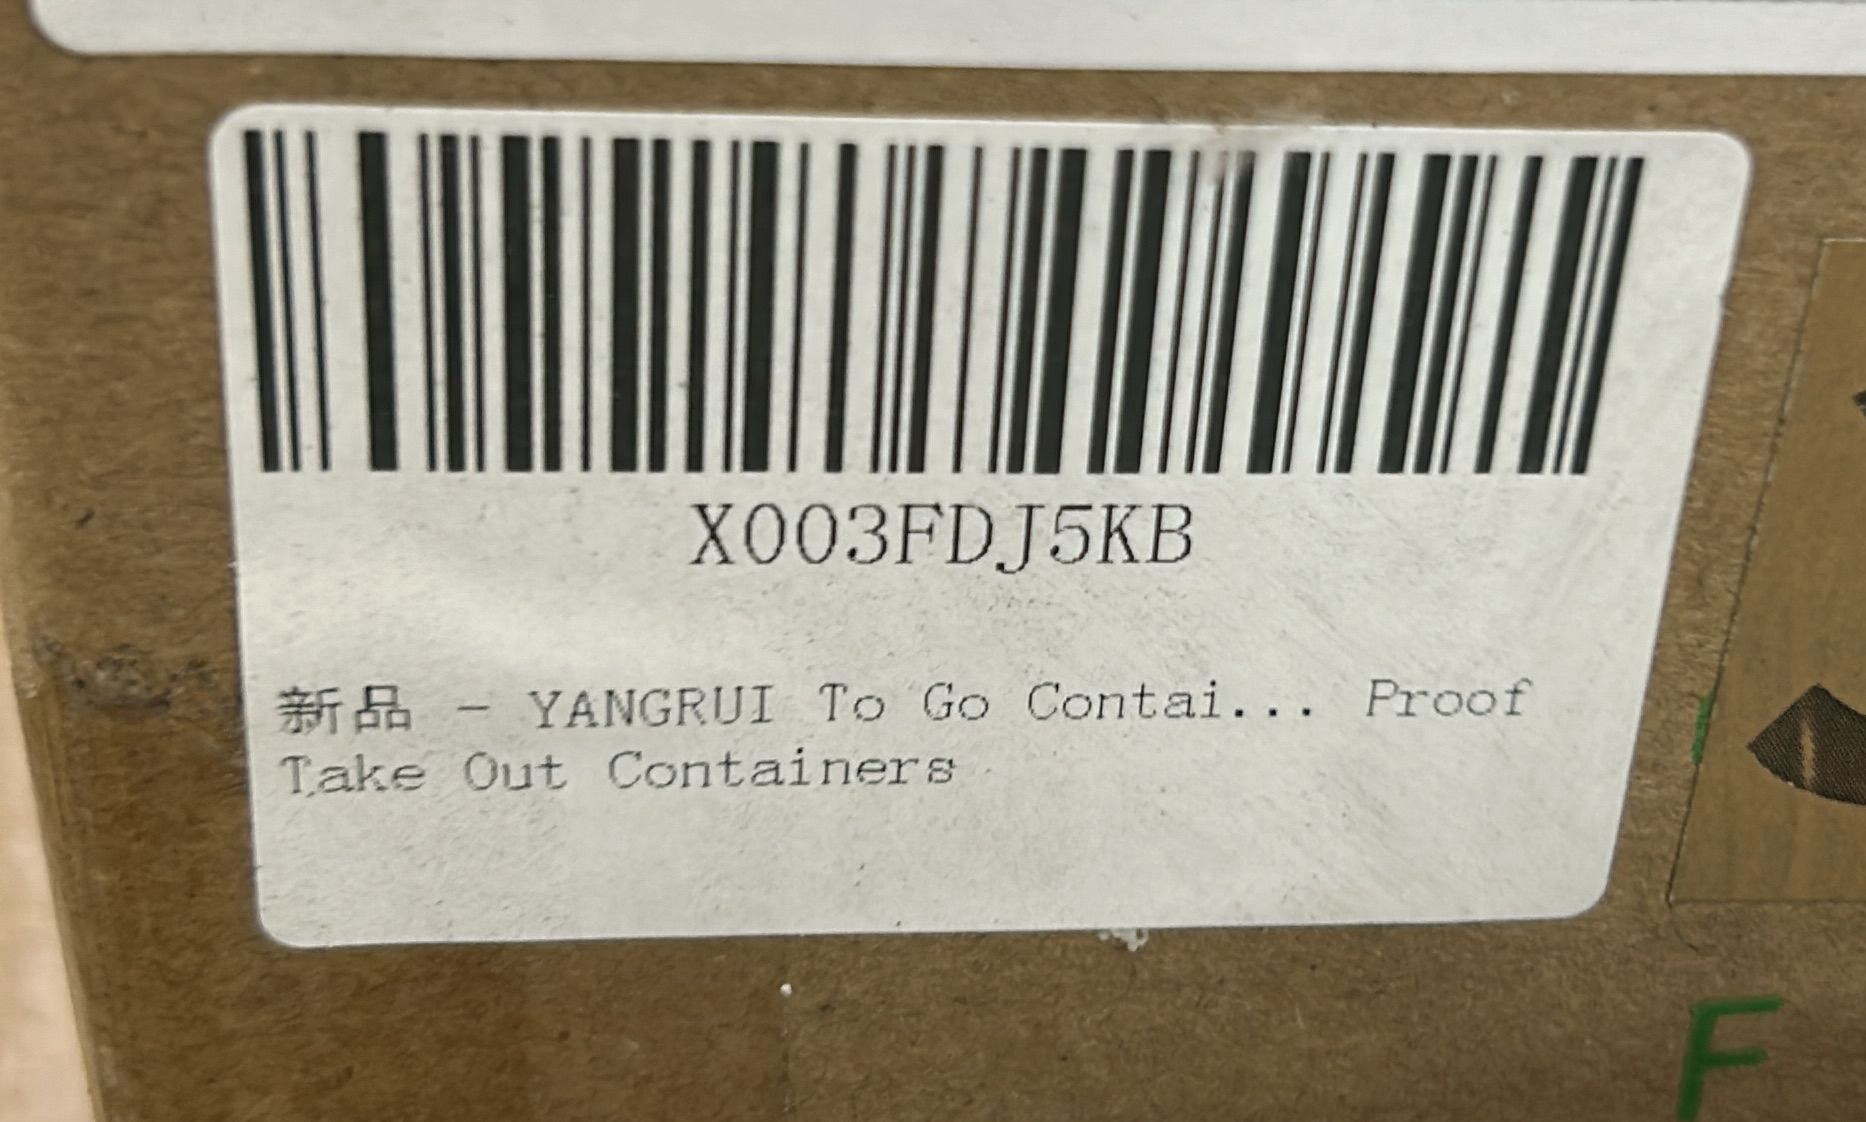 X003FDJ5KB
新品 - YANGRUI To Go Contai... Proof
Take Out Containers
F